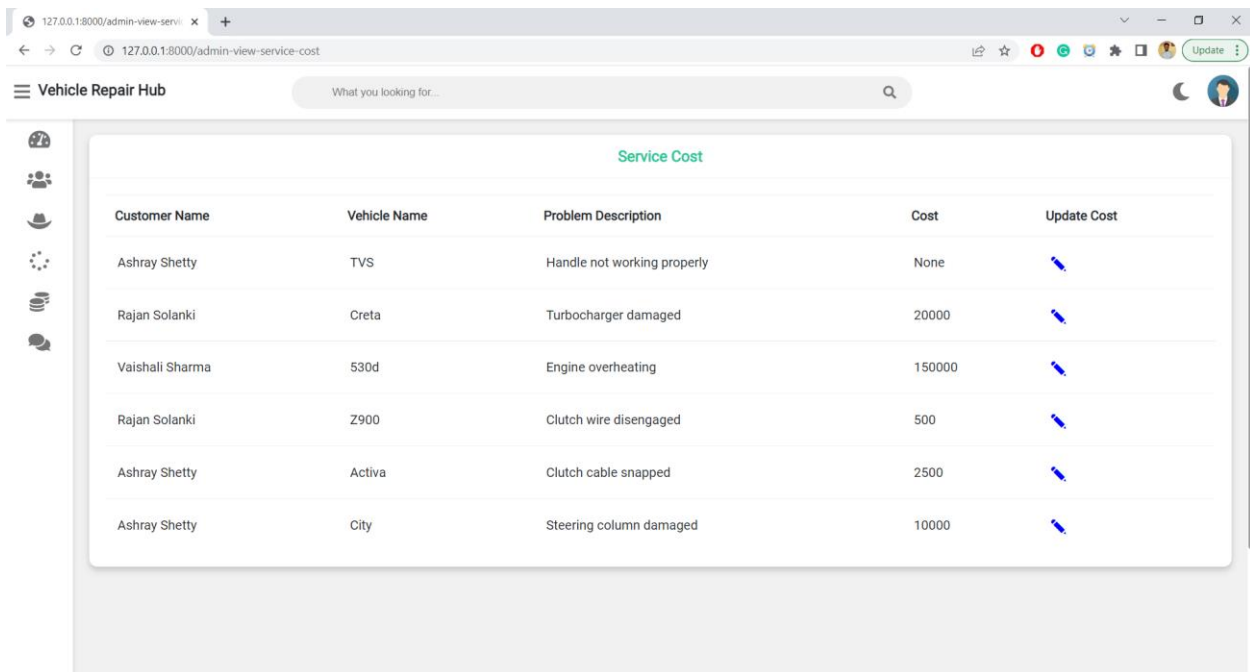 127.0.0.1:8000/admin-view-servi
127.0.0.1:8000/admin-view-service-cost
Update
Vehicle Repair Hub
What you looking for...
Service Cost
Customer Name Vehicle Name Problem Description Cost Update Cost
Ashray Shetty TVS Handle not working properly None
Rajan Solanki Creta Turbocharger damaged 20000
Vaishali Sharma 530d Engine overheating 150000
Rajan Solanki Z900 Clutch wire disengaged 500
Ashray Shetty Activa Clutch cable snapped 2500
Ashray Shetty City Steering column damaged 10000